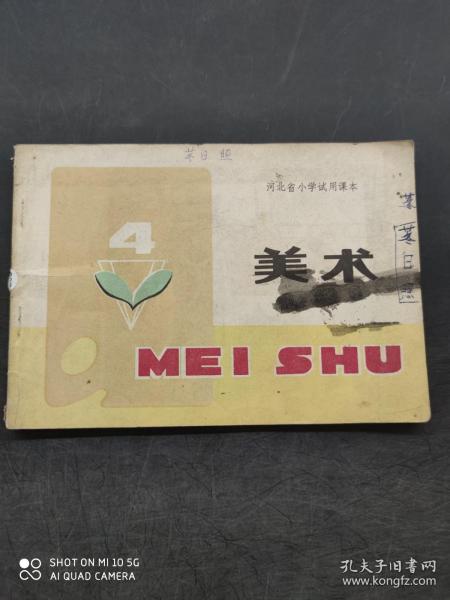 河北省小学试用课本
4
美术
MEI SHU
SHOT ON MI 10 5G
AI QUAD CAMERA
孔夫子旧书网
www.kongfz.com